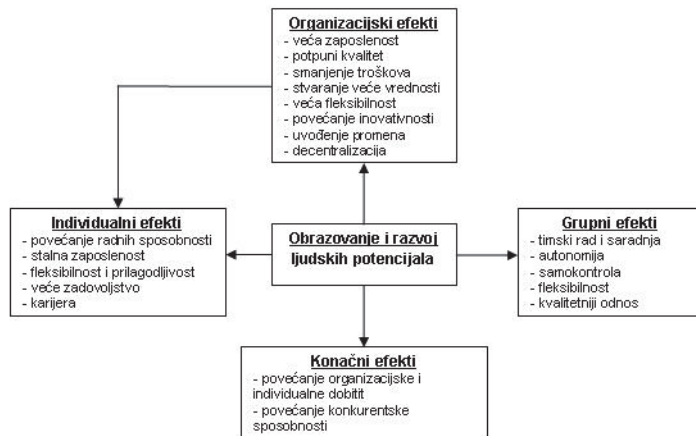 Organizacijski efekti
- veća zaposlenost
- potpuni kvalitet
- smanjenje troškova
- stvaranje veće vrednosti
- veća fleksibilnost
- povećanje inovativnosti
- uvođenje promena
- decentralizacija
Individualni efekti
- povećanje radnih sposobnosti
- stalna zaposlenost
- fleksibilnost i prilagodljivost
- veće zadovoljstvo
- karijera
Obrazovanje i razvoj
ljudskih potencijala
Grupni efekti
- timski rad i saradnja
- autonomija
- samokontrola
- fleksibilnost
- kvalitetniji odnos
Konačni efekti
- povećanje organizacijske i
individualne dobitit
- povećanje konkurentske
sposobnosti